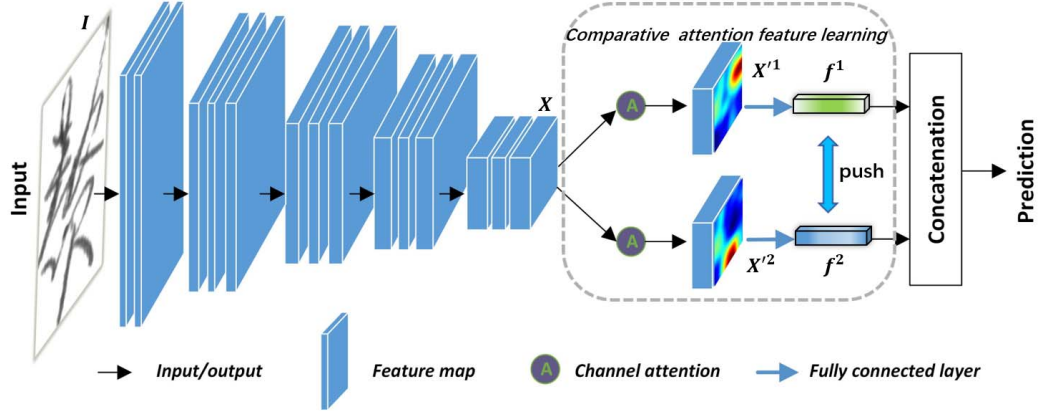 I
Input
X
Comparative attention feature learning
A
X′¹
f¹
push
A
X′²
f²
Concatenation
Prediction
Input/output
Feature map
A
Channel attention
Fully connected layer